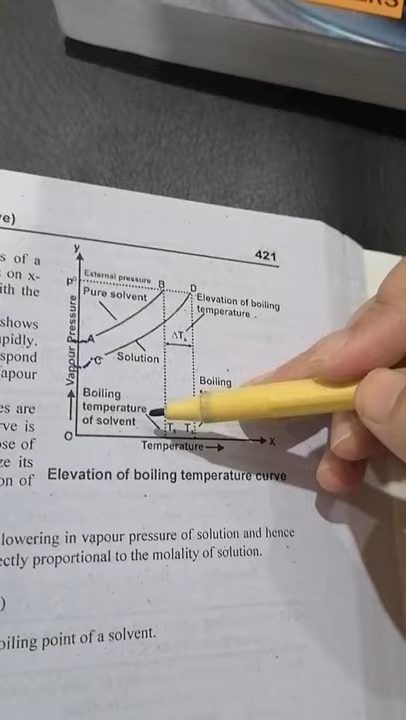 ERS
e)
421
s of a
on x-
ith the
shows
apidly.
spond
apour
es are
rve is
ose of
ze its
on of
y
P°
External pressure
B
D
Pure solvent
Elevation of boiling
temperature
ΔT
A
C
Solution
Vapour Pressure
Boiling
Boiling
temperature
of solvent
O
T
T
X
Temperature
Elevation of boiling temperature curve
lowering in vapour pressure of solution and hence
ectly proportional to the molality of solution.
)
oiling point of a solvent.